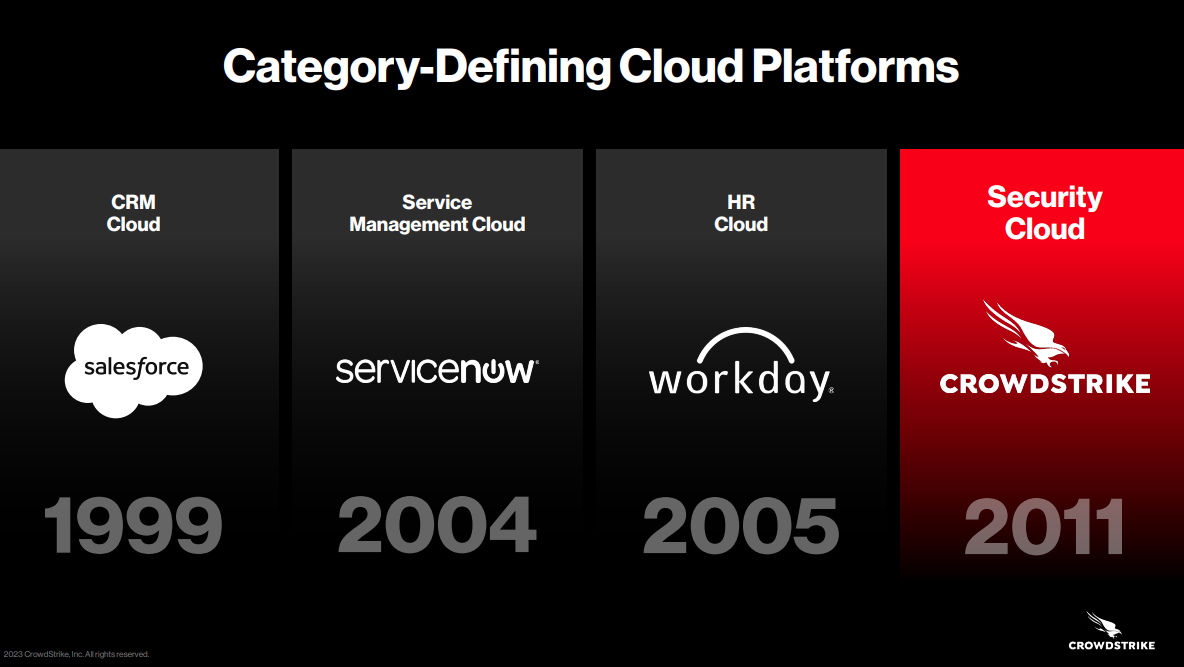 Category-Defining Cloud Platforms
CRM
Cloud
salesforce
1999
Service
Management Cloud
servicenow®
2004
HR
Cloud
workday®
2005
Security
Cloud
CROWDSTRIKE
2011
2023 CrowdStrike, Inc. All rights reserved.
CROWDSTRIKE